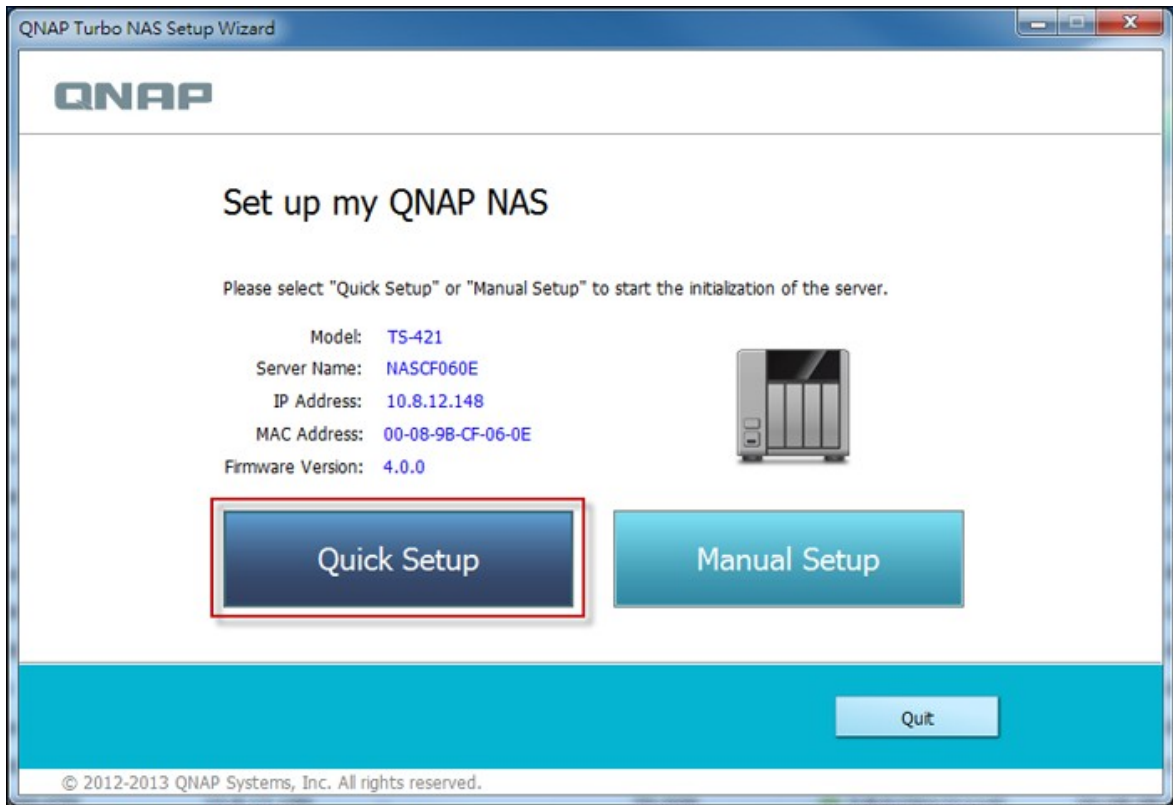 QNAP Turbo NAS Setup Wizard
QNAP
Set up my QNAP NAS
Please select "Quick Setup" or "Manual Setup" to start the initialization of the server.
Model: TS-421
Server Name: NASCF060E
IP Address: 10.8.12.148
MAC Address: 00-08-9B-CF-06-0E
Firmware Version: 4.0.0
Quick Setup Manual Setup
Quit
© 2012-2013 QNAP Systems, Inc. All rights reserved.